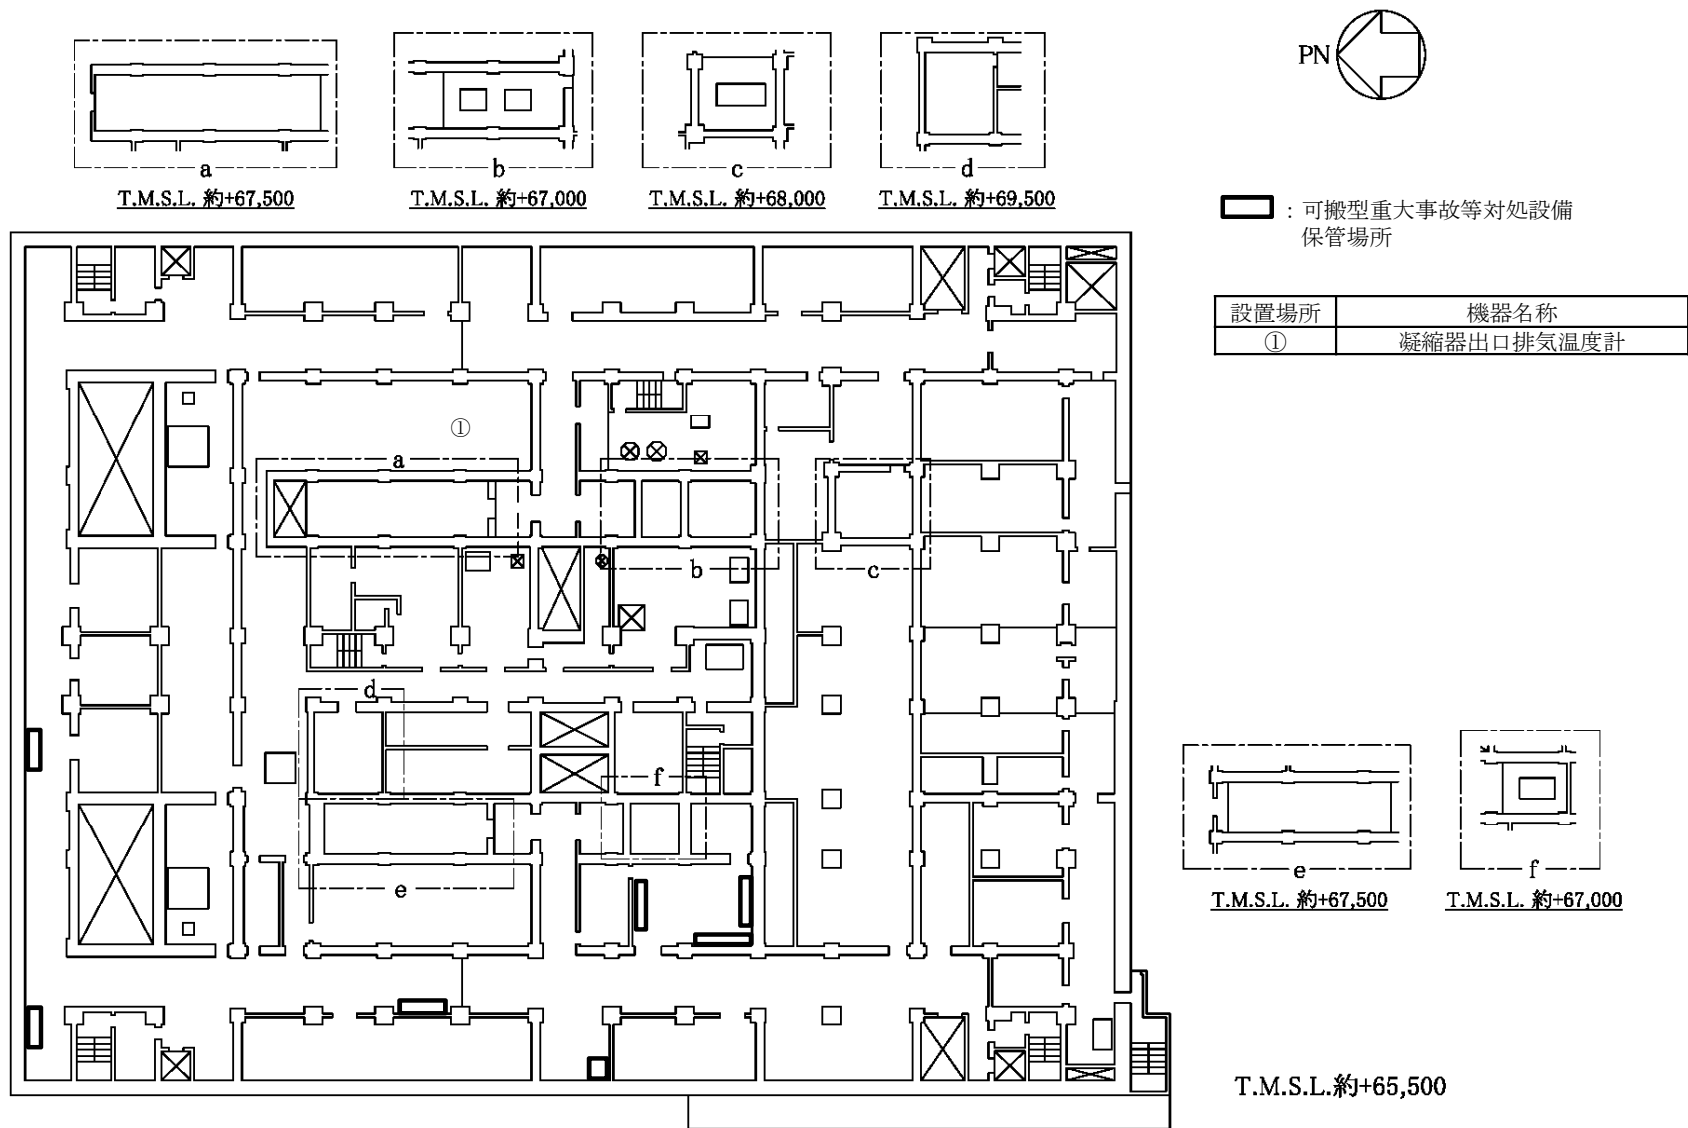 PN
a
T.M.S.L. 約+67,500
b
T.M.S.L. 約+67,000
c
T.M.S.L. 約+68,000
d
T.M.S.L. 約+69,500
：可搬型重大事故等対処設備
保管場所
設置場所 機器名称
① 凝縮器出口排気温度計
①
a
b
c
d
f
e
e
T.M.S.L. 約+67,500
f
T.M.S.L. 約+67,000
T.M.S.L.約+65,500